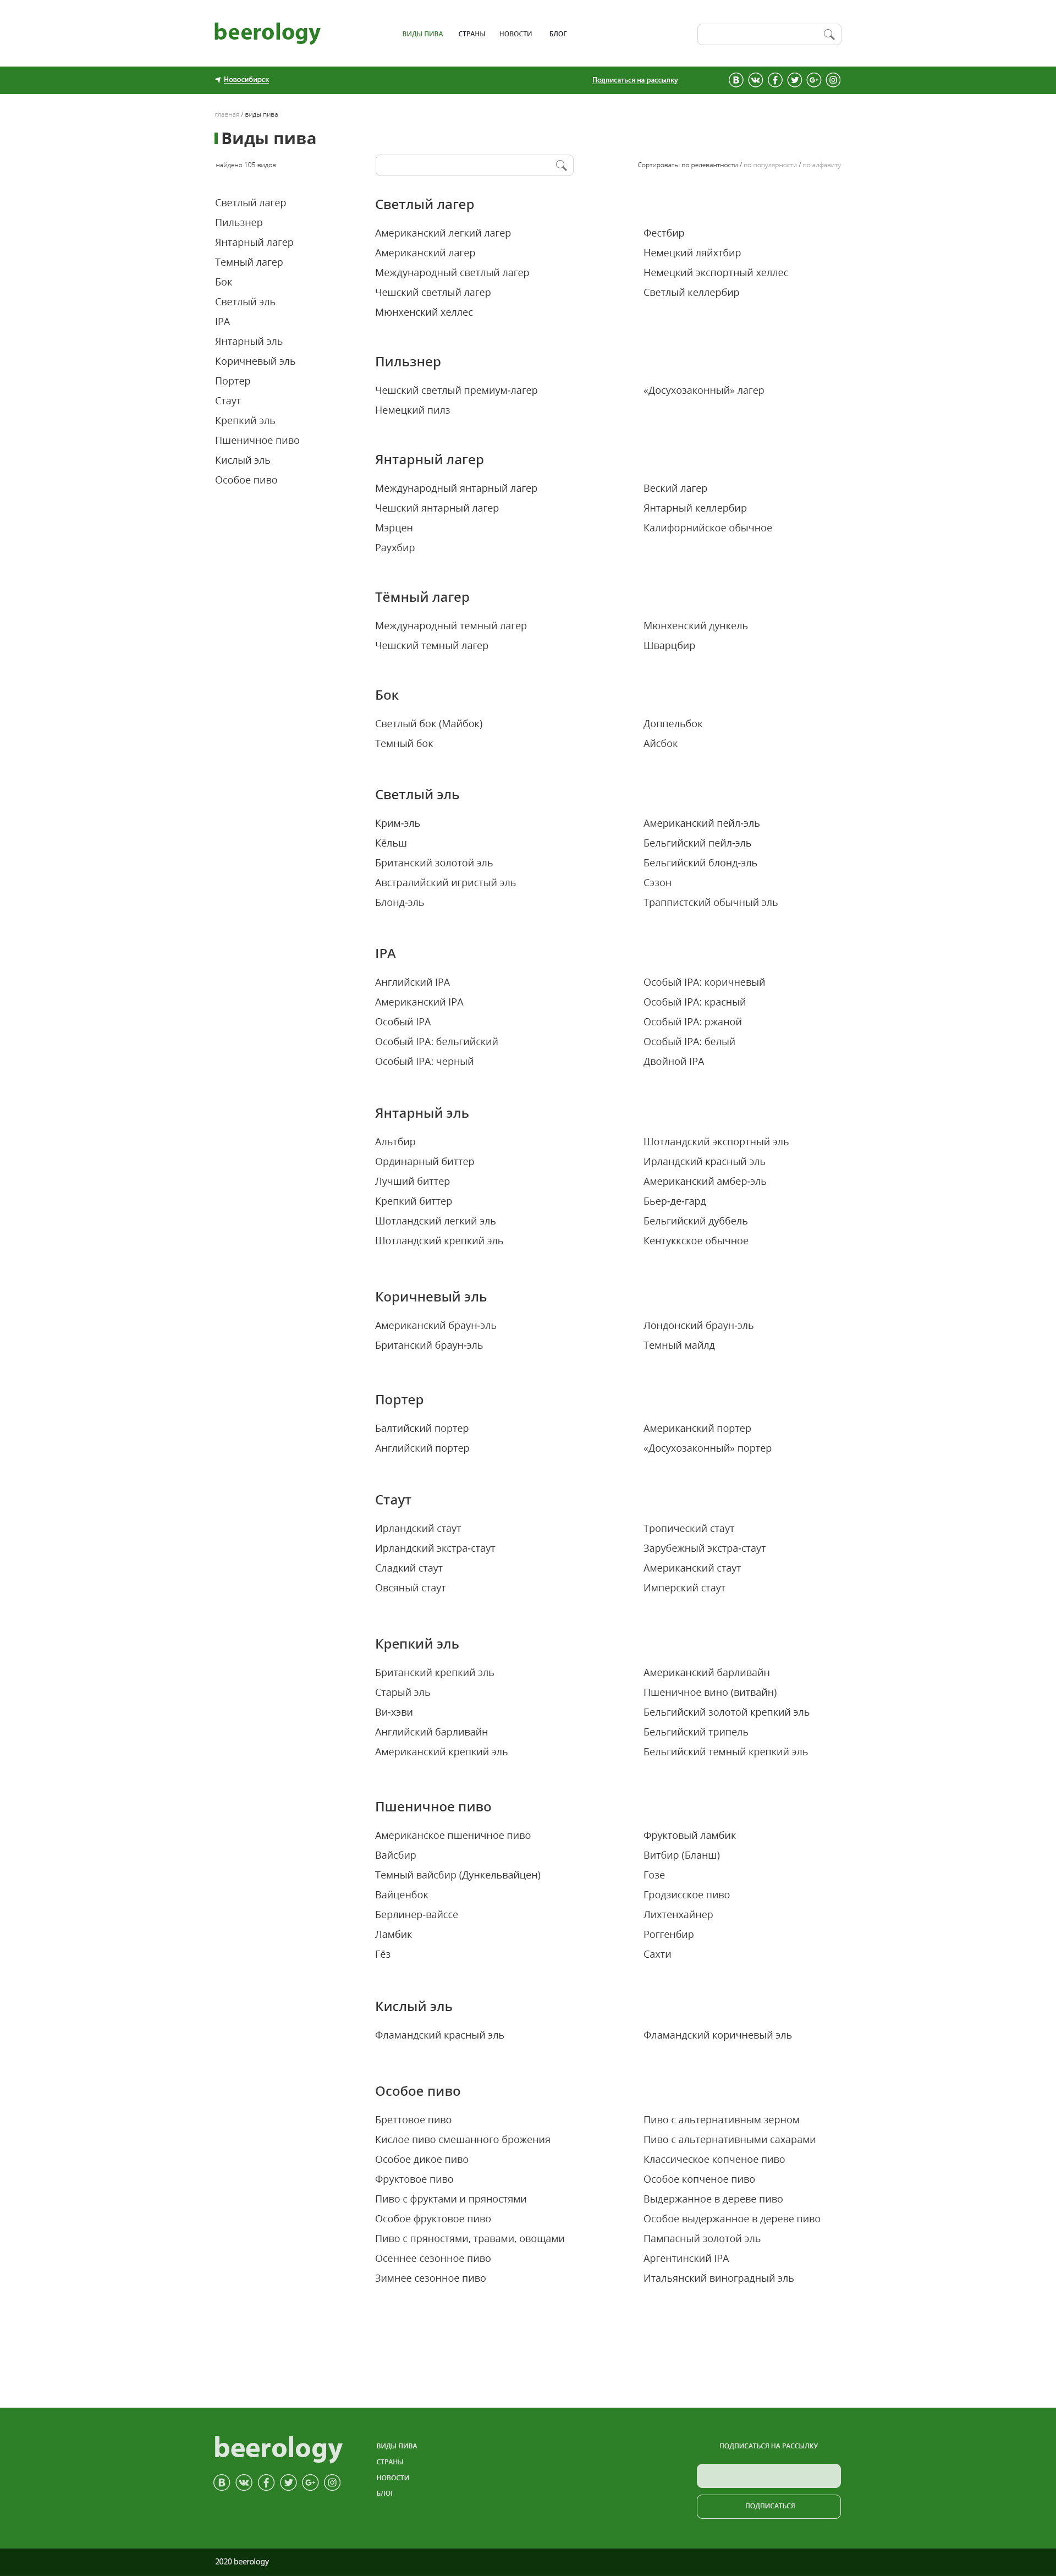 beerology
ВИДЫ ПИВА СТРАНЫ НОВОСТИ БЛОГ
Новосибирск
Подписаться на рассылку
главная / виды пива
Виды пива
найдено 105 видов
Сортировать: по релевантности / по популярности / по алфавиту
Светлый лагер
Пильзнер
Янтарный лагер
Темный лагер
Бок
Светлый эль
IPA
Янтарный эль
Коричневый эль
Портер
Стаут
Крепкий эль
Пшеничное пиво
Кислый эль
Особое пиво
Светлый лагер
Американский легкий лагер
Американский лагер
Международный светлый лагер
Чешский светлый лагер
Мюнхенский хеллес
Фестбир
Немецкий ляйхтбир
Немецкий экспортный хеллес
Светлый келлербир
Пильзнер
Чешский светлый премиум-лагер
Немецкий пилз
«Досухозаконный» лагер
Янтарный лагер
Международный янтарный лагер
Чешский янтарный лагер
Мэрцен
Раухбир
Веский лагер
Янтарный келлербир
Калифорнийское обычное
Тёмный лагер
Международный темный лагер
Чешский темный лагер
Мюнхенский дункель
Шварцбир
Бок
Светлый бок (Майбок)
Темный бок
Доппельбок
Айсбок
Светлый эль
Крим-эль
Кёльш
Британский золотой эль
Австралийский игристый эль
Блонд-эль
Американский пейл-эль
Бельгийский пейл-эль
Бельгийский блонд-эль
Сэзон
Траппистский обычный эль
IPA
Английский IPA
Американский IPA
Особый IPA
Особый IPA: бельгийский
Особый IPA: черный
Особый IPA: коричневый
Особый IPA: красный
Особый IPA: ржаной
Особый IPA: белый
Двойной IPA
Янтарный эль
Альтбир
Ординарный биттер
Лучший биттер
Крепкий биттер
Шотландский легкий эль
Шотландский крепкий эль
Шотландский экспортный эль
Ирландский красный эль
Американский амбер-эль
Бьер-де-гард
Бельгийский дуббель
Кентуккское обычное
Коричневый эль
Американский браун-эль
Британский браун-эль
Лондонский браун-эль
Темный майлд
Портер
Балтийский портер
Английский портер
Американский портер
«Досухозаконный» портер
Стаут
Ирландский стаут
Ирландский экстра-стаут
Сладкий стаут
Овсяный стаут
Тропический стаут
Зарубежный экстра-стаут
Американский стаут
Имперский стаут
Крепкий эль
Британский крепкий эль
Старый эль
Ви-хэви
Английский барливайн
Американский крепкий эль
Американский барливайн
Пшеничное вино (витвайн)
Бельгийский золотой крепкий эль
Бельгийский трипель
Бельгийский темный крепкий эль
Пшеничное пиво
Американское пшеничное пиво
Вайсбир
Темный вайсбир (Дункельвайцен)
Вайценбок
Берлинер-вайссе
Ламбик
Гёз
Фруктовый ламбик
Витбир (Бланш)
Гозе
Гродзисское пиво
Лихтенхайнер
Роггенбир
Сахти
Кислый эль
Фламандский красный эль
Фламандский коричневый эль
Особое пиво
Бреттовое пиво
Кислое пиво смешанного брожения
Особое дикое пиво
Фруктовое пиво
Пиво с фруктами и пряностями
Особое фруктовое пиво
Пиво с пряностями, травами, овощами
Осеннее сезонное пиво
Зимнее сезонное пиво
Пиво с альтернативным зерном
Пиво с альтернативными сахарами
Классическое копченое пиво
Особое копченое пиво
Выдержанное в дереве пиво
Особое выдержанное в дереве пиво
Пампасный золотой эль
Аргентинский IPA
Итальянский виноградный эль
beerology
ВИДЫ ПИВА
СТРАНЫ
НОВОСТИ
БЛОГ
ПОДПИСАТЬСЯ НА РАССЫЛКУ
ПОДПИСАТЬСЯ
2020 beerology